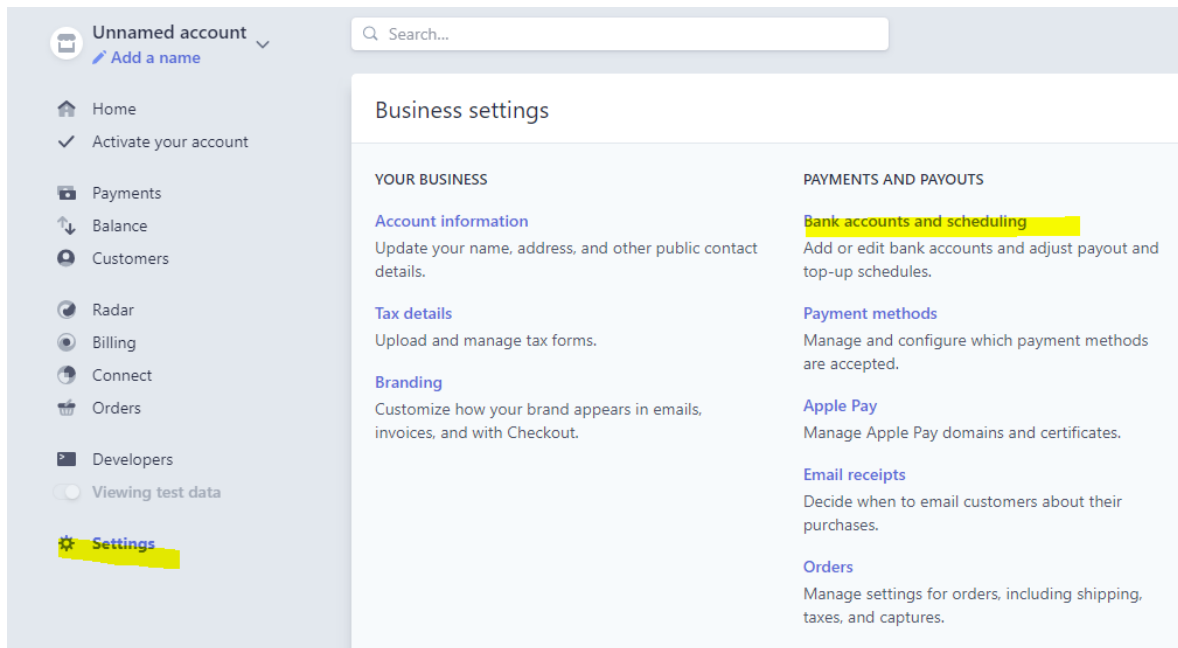 Unnamed account
Add a name
Search...
Home
Activate your account
Payments
Balance
Customers
Radar
Billing
Connect
Orders
Developers
Viewing test data
Settings
Business settings
YOUR BUSINESS
Account information
Update your name, address, and other public contact
details.
Tax details
Upload and manage tax forms.
Branding
Customize how your brand appears in emails,
invoices, and with Checkout.
PAYMENTS AND PAYOUTS
Bank accounts and scheduling
Add or edit bank accounts and adjust payout and
top-up schedules.
Payment methods
Manage and configure which payment methods
are accepted.
Apple Pay
Manage Apple Pay domains and certificates.
Email receipts
Decide when to email customers about their
purchases.
Orders
Manage settings for orders, including shipping,
taxes, and captures.